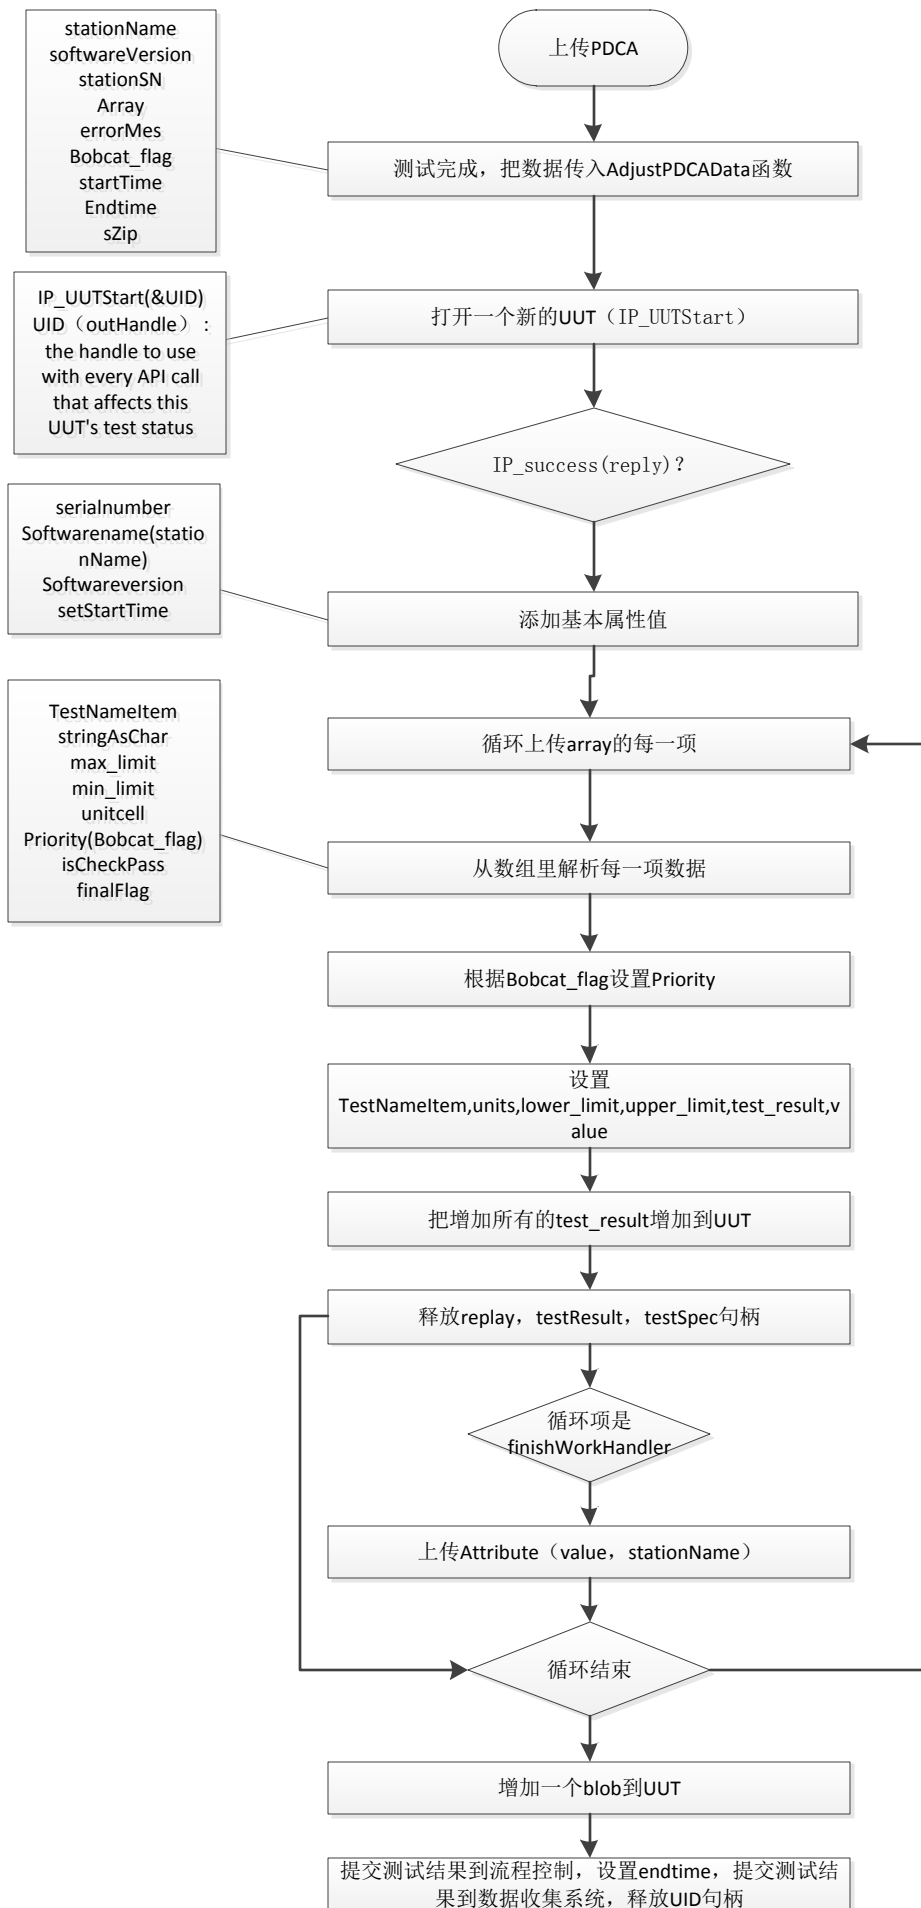 上传PDCA
stationName
softwareVersion
stationSN
Array
errorMes
Bobcat_flag
startTime
Endtime
sZip
测试完成，把数据传入AdjustPDCAData函数
IP_UUTStart(&UID)
UID（outHandle）:
the handle to use
with every API call
that affects this
UUT's test status
打开一个新的UUT（IP_UUTStart）
IP_success(reply)?
serialnumber
Softwarename(statio
nName)
Softwareversion
setStartTime
添加基本属性值
循环上传array的每一项
TestNameItem
stringAsChar
max_limit
min_limit
unitcell
Priority(Bobcat_flag)
isCheckPass
finalFlag
从数组里解析每一项数据
根据Bobcat_flag设置Priority
设置
TestNameItem,units,lower_limit,upper_limit,test_result,v
alue
把增加所有的test_result增加到UUT
释放replay，testResult，testSpec句柄
循环项是
finishWorkHandler
上传Attribute（value，stationName）
循环结束
增加一个blob到UUT
提交测试结果到流程控制，设置endtime，提交测试结
果到数据收集系统，释放UID句柄